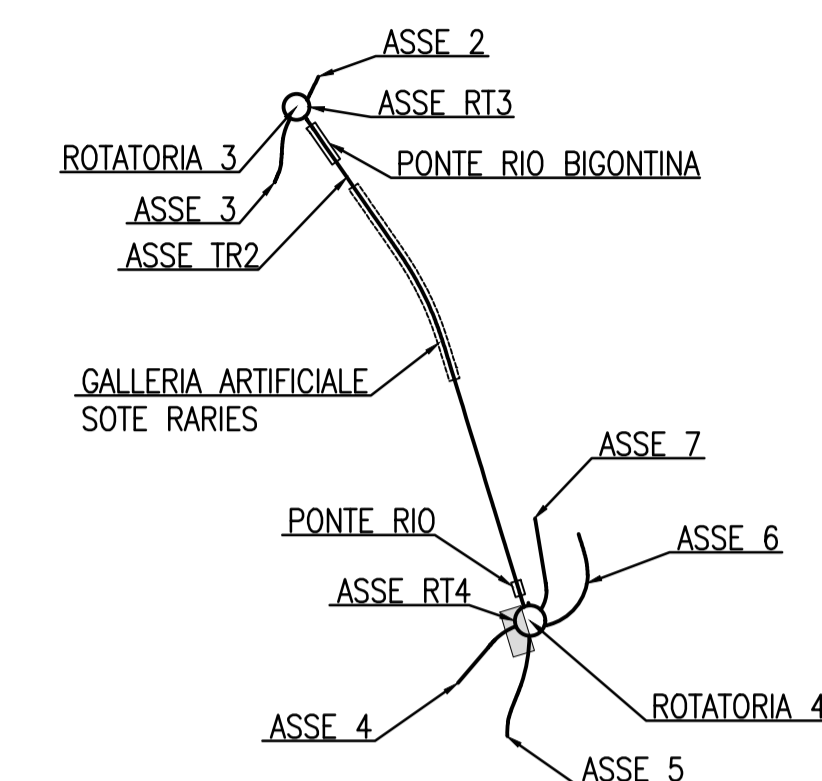 ASSE 2
ASSE RT3
ROTATORIA 3
PONTE RIO BIGONTINA
ASSE 3
ASSE TR2
GALLERIA ARTIFICIALE
SOTE RARIES
ASSE 7
PONTE RIO
ASSE 6
ASSE RT4
ROTATORIA 4
ASSE 4
ASSE 5